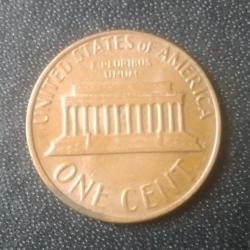 UNITED STATES OF AMERICA
E PLURIBUS
UNUM
ONE CENT